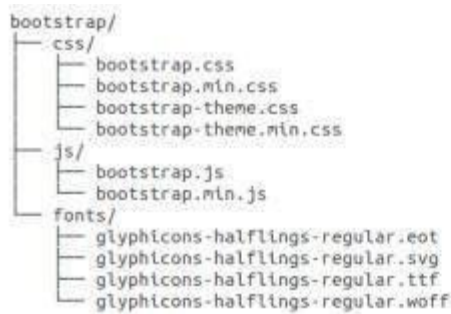 bootstrap/
├── css/
│   ├── bootstrap.css
│   ├── bootstrap.min.css
│   ├── bootstrap-theme.css
│   └── bootstrap-theme.min.css
├── js/
│   ├── bootstrap.js
│   └── bootstrap.min.js
└── fonts/
    ├── glyphicons-halflings-regular.eot
    ├── glyphicons-halflings-regular.svg
    ├── glyphicons-halflings-regular.ttf
    └── glyphicons-halflings-regular.woff